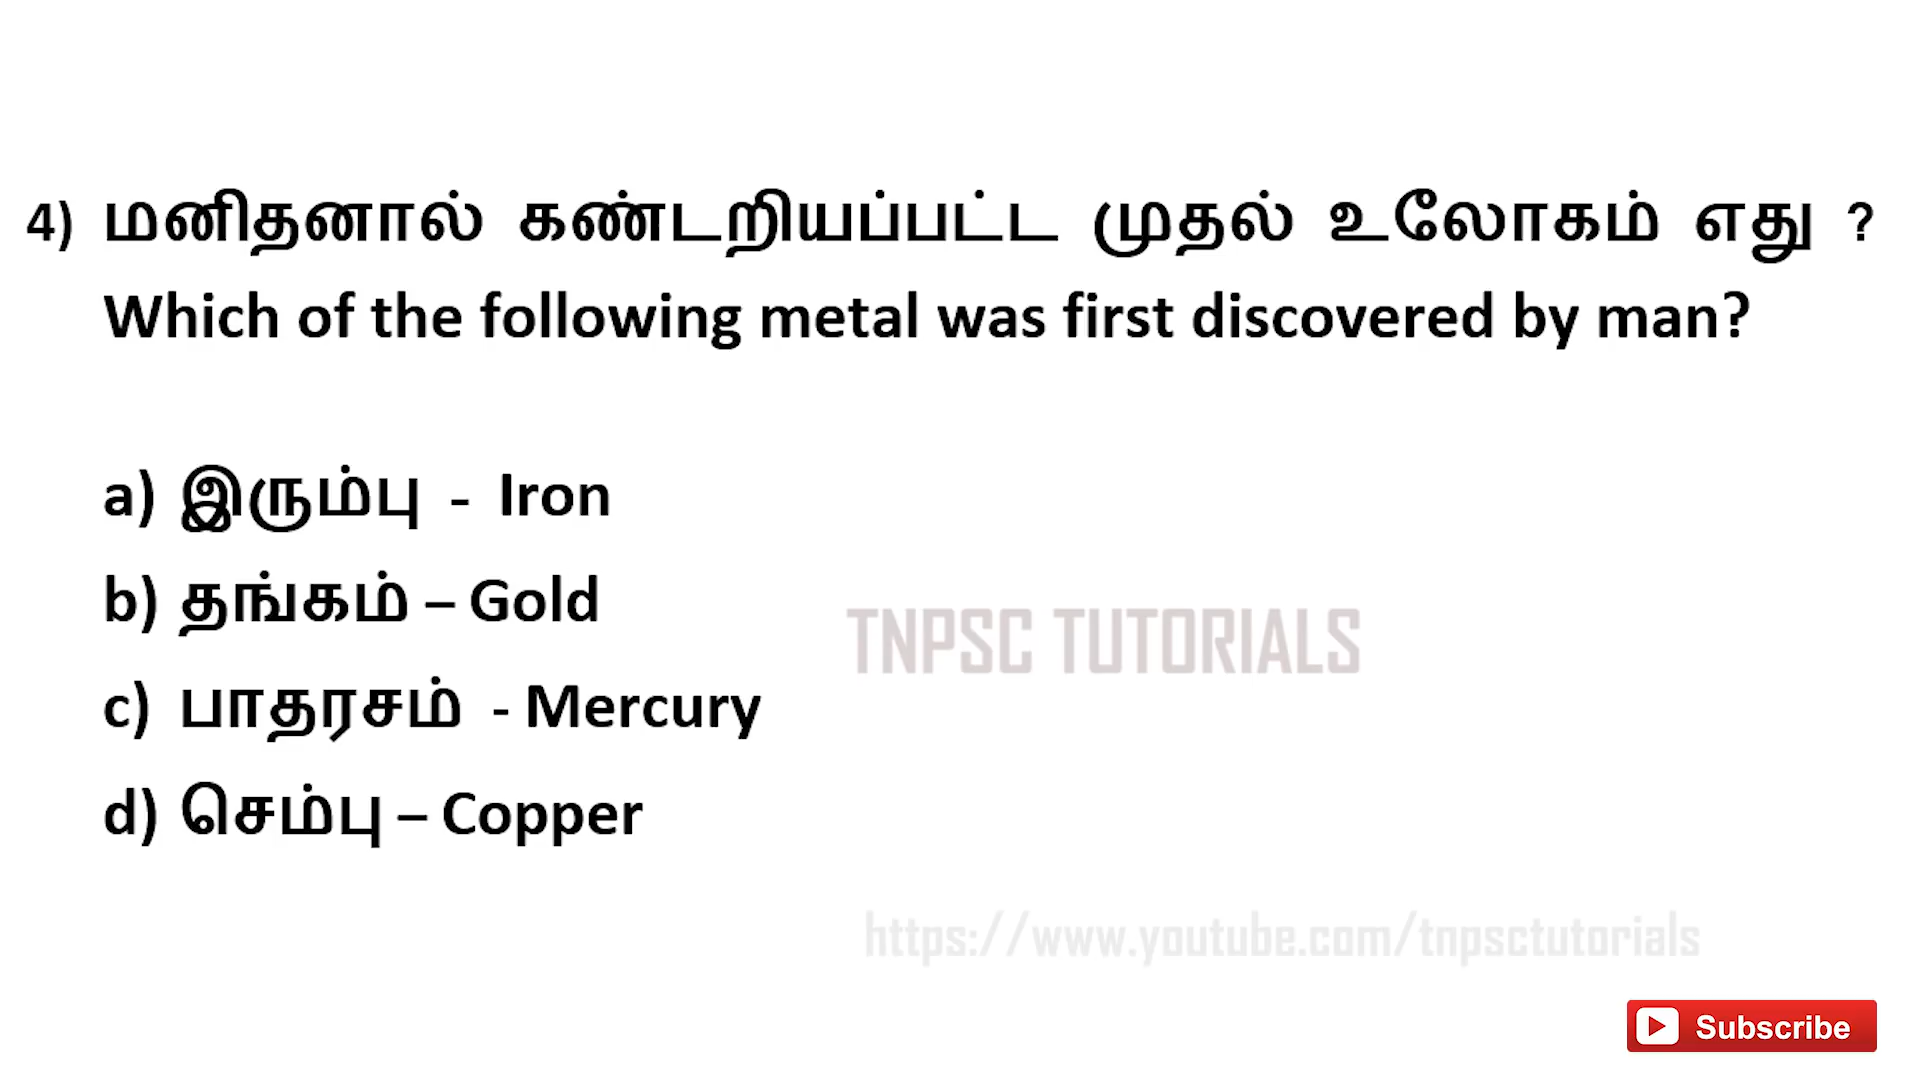 4) மனிதனால் கண்டறியப்பட்ட முதல் உலோகம் எது ?
Which of the following metal was first discovered by man?
a) இரும்பு - Iron
b) தங்கம் – Gold
c) பாதரசம் - Mercury
d) செம்பு – Copper
TNPSC TUTORIALS
https://www.youtube.com/tnpsctutorials
Subscribe